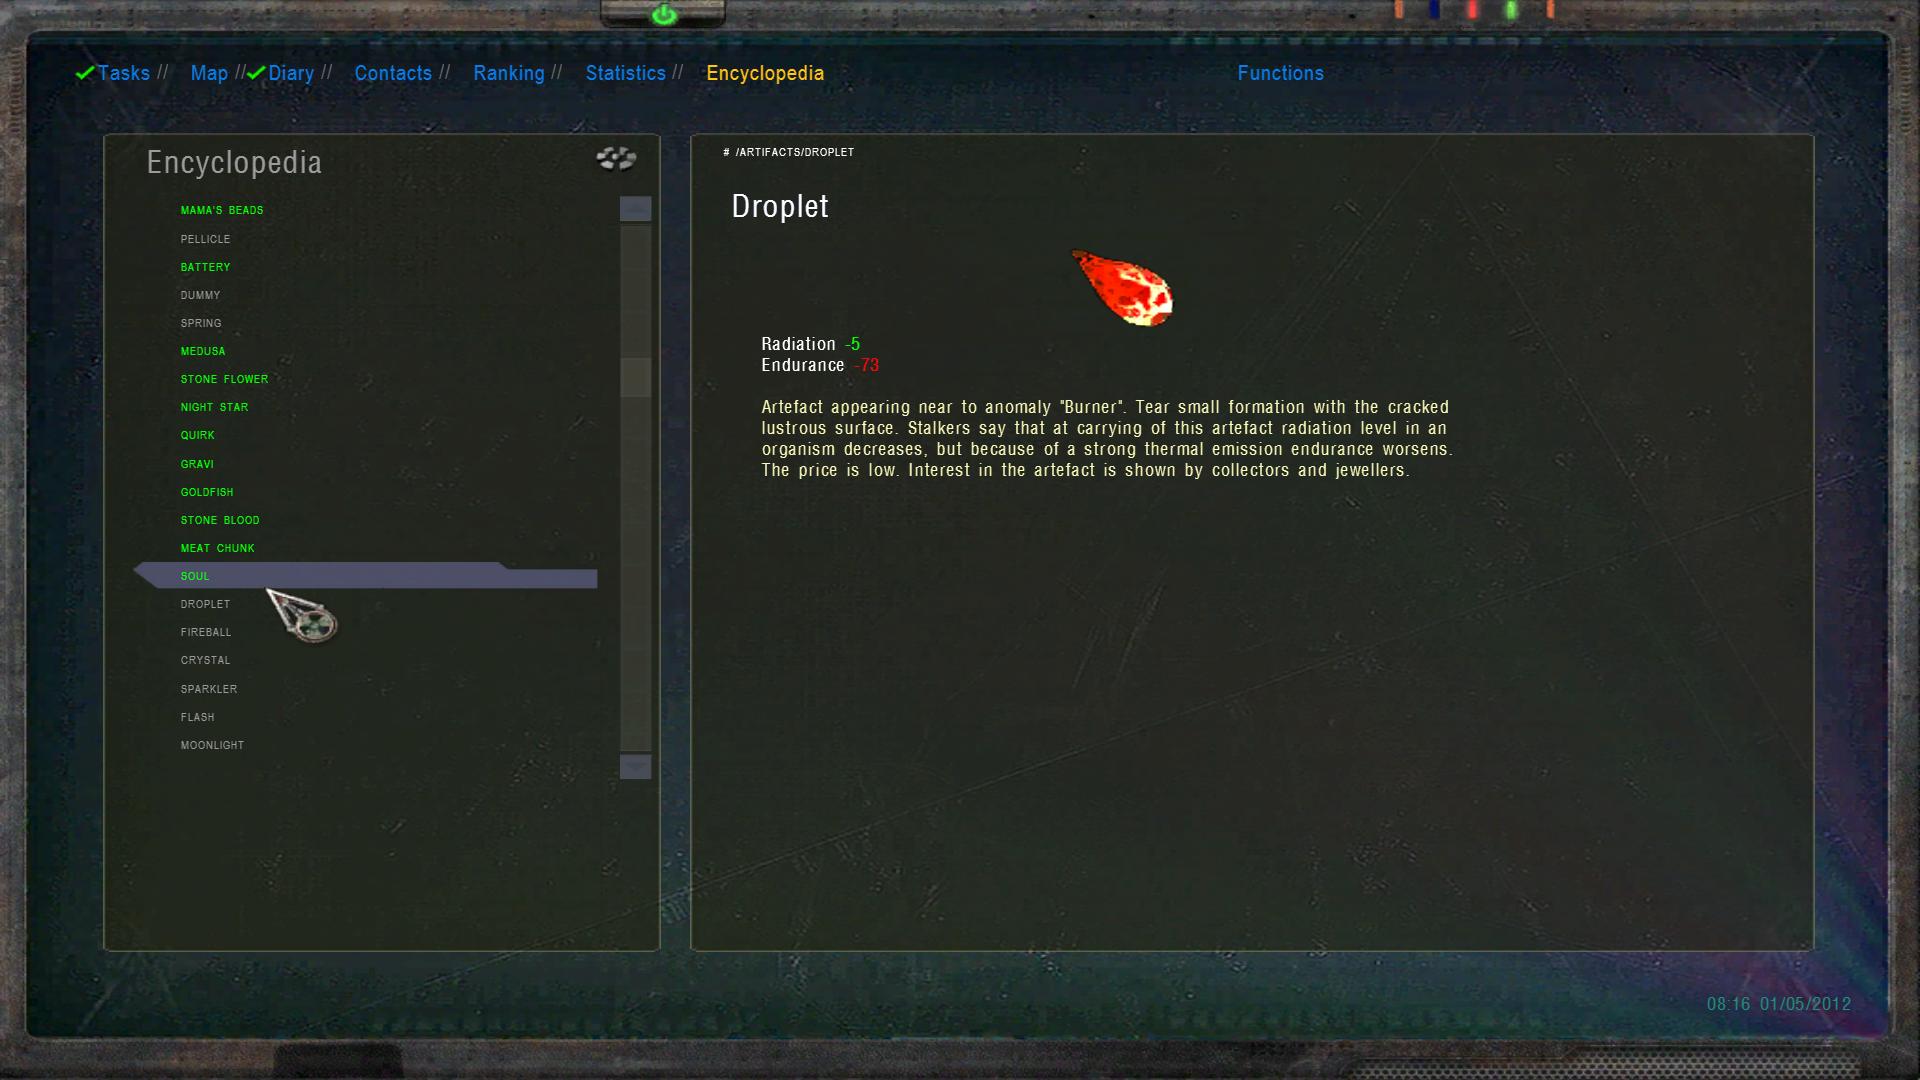 Tasks // Map // Diary // Contacts // Ranking // Statistics // Encyclopedia Functions
Encyclopedia
MAMA'S BEADS
PELLICLE
BATTERY
DUMMY
SPRING
MEDUSA
STONE FLOWER
NIGHT STAR
QUIRK
GRAVI
GOLDFISH
STONE BLOOD
MEAT CHUNK
SOUL
DROPLET
FIREBALL
CRYSTAL
SPARKLER
FLASH
MOONLIGHT
# /ARTIFACTS/DROPLET
Droplet
Radiation -5
Endurance -73
Artefact appearing near to anomaly "Burner". Tear small formation with the cracked
lustrous surface. Stalkers say that at carrying of this artefact radiation level in an
organism decreases, but because of a strong thermal emission endurance worsens.
The price is low. Interest in the artefact is shown by collectors and jewellers.
08:16 01/05/2012